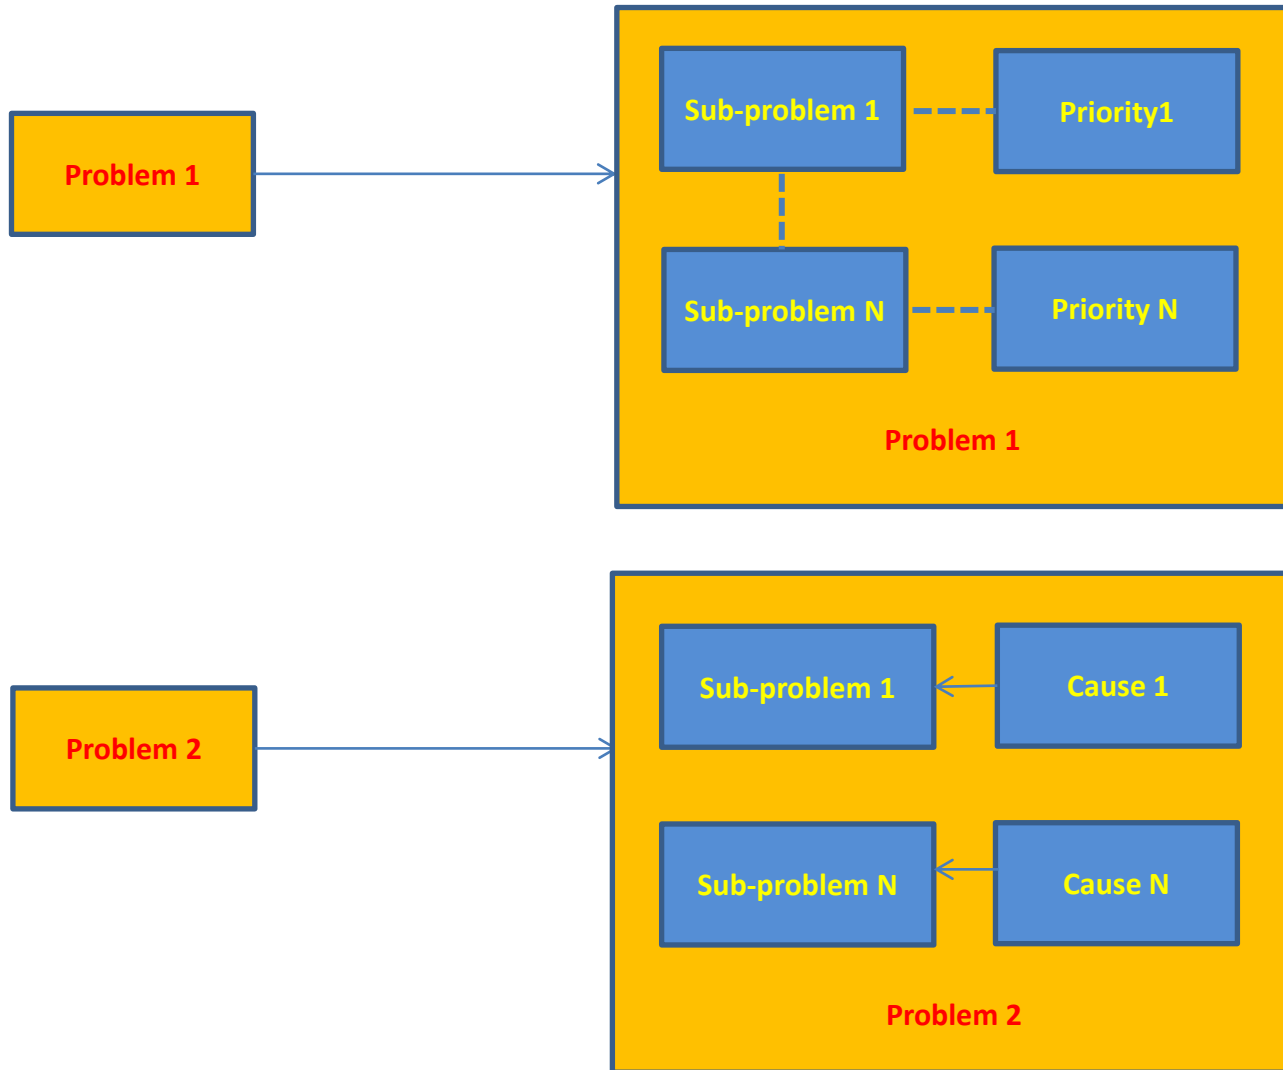 Sub-problem 1
Priority1
Problem 1
Sub-problem N
Priority N
Problem 1
Sub-problem 1
Cause 1
Problem 2
Sub-problem N
Cause N
Problem 2